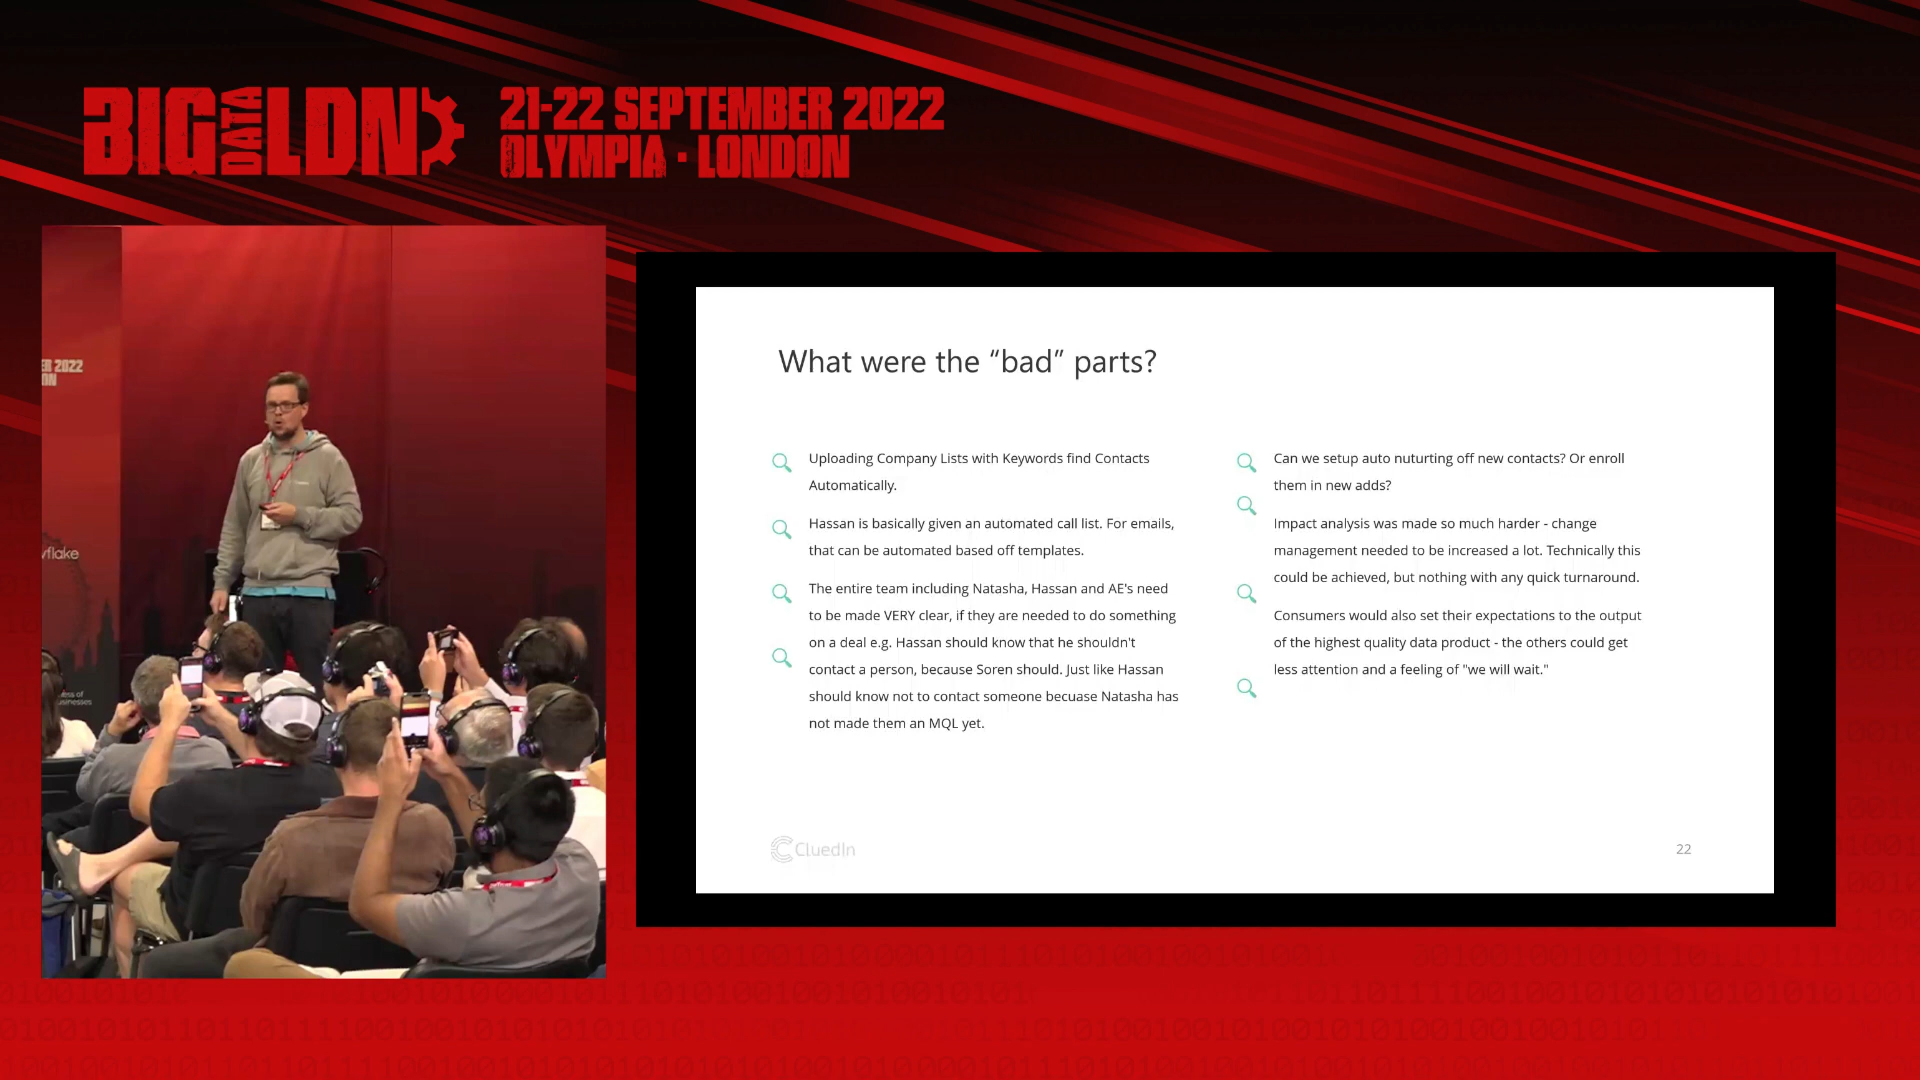 BIG DATA LDN
21-22 SEPTEMBER 2022
OLYMPIA · LONDON
ER 2022
ON
flake
What were the “bad” parts?
Uploading Company Lists with Keywords find Contacts
Automatically.
Hassan is basically given an automated call list. For emails,
that can be automated based off templates.
The entire team including Natasha, Hassan and AE's need
to be made VERY clear, if they are needed to do something
on a deal e.g. Hassan should know that he shouldn't
contact a person, because Soren should. Just like Hassan
should know not to contact someone becuase Natasha has
not made them an MQL yet.
Can we setup auto nuturting off new contacts? Or enroll
them in new adds?
Impact analysis was made so much harder - change
management needed to be increased a lot. Technically this
could be achieved, but nothing with any quick turnaround.
Consumers would also set their expectations to the output
of the highest quality data product - the others could get
less attention and a feeling of "we will wait."
CluedIn
22